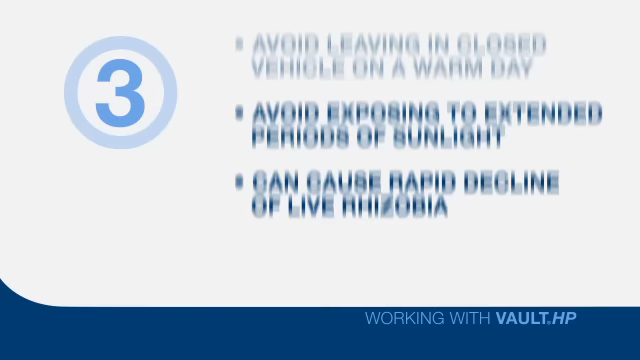 3
AVOID LEAVING IN CLOSED
VEHICLE ON A WARM DAY
AVOID EXPOSING TO EXTENDED
PERIODS OF SUNLIGHT
CAN CAUSE RAPID DECLINE
OF LIVE RHIZOBIA
WORKING WITH VAULT.HP